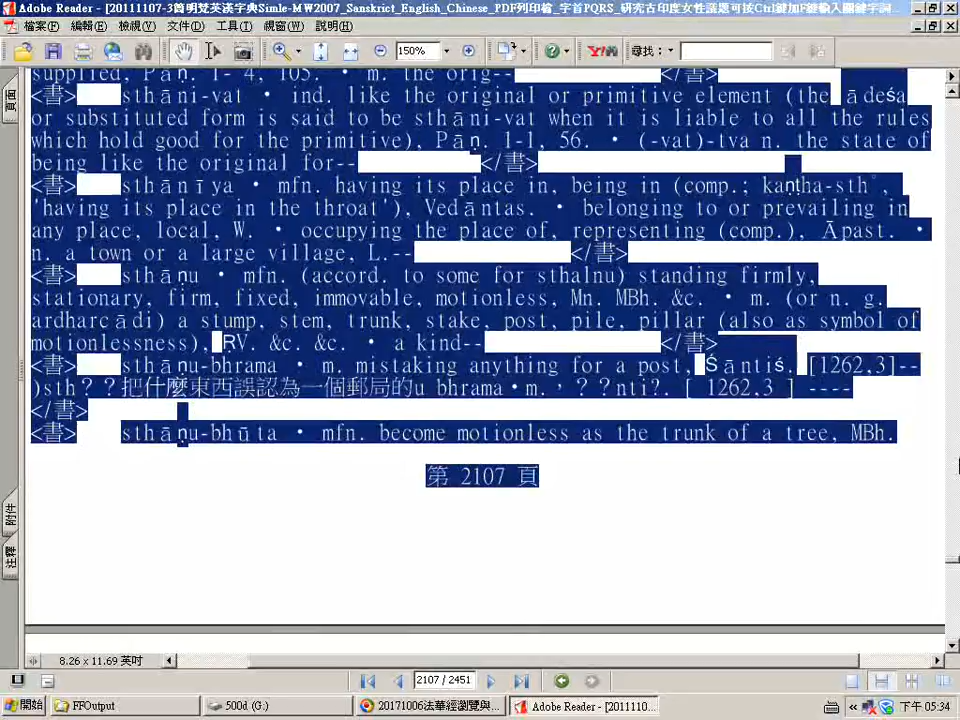 Adobe Reader - [20111107-3簡明梵英漢字典Simle-MW2007_Sanskrict_English_Chinese_PDF列印檔_字首PQRS_研究古印度女性議題可按Ctrl鍵加F鍵輸入關鍵字詞
檔案(F) 編輯(E) 檢視(V) 文件(D) 工具(T) 視窗(W) 說明(H)
150% 尋找：
頁面
supplied, Pāṇ. 1- 4, 105. • m. the orig-- </書>
<書> sthāni-vat • ind. like the original or primitive element (the ādeśa
or substituted form is said to be sthāni-vat when it is liable to all the rules
which hold good for the primitive), Pāṇ. 1-1, 56. • (-vat)-tva n. the state of
being like the original for-- </書>
<書> sthānīya • mfn. having its place in, being in (comp.; kaṇṭha-sth°,
'having its place in the throat'), Vedāntas. • belonging to or prevailing in
any place, local, W. • occupying the place of, representing (comp.), Āpast. •
n. a town or a large village, L.-- </書>
<書> sthāṇu • mfn. (accord. to some for sthalnu) standing firmly,
stationary, firm, fixed, immovable, motionless, Mn. MBh. &c. • m. (or n. g.
ardharcādi) a stump, stem, trunk, stake, post, pile, pillar (also as symbol of
motionlessness), ṚV. &c. &c. • a kind-- </書>
<書> sthāṇu-bhrama • m. mistaking anything for a post, Śāntiś. [1262,3]--
)sth？？把什麼東西誤認為一個郵局的u bhrama•m.，？？nti?. [ 1262,3 ] ----
</書>
<書> sthāṇu-bhūta • mfn. become motionless as the trunk of a tree, MBh.
第 2107 頁
附件
注釋
8.26 x 11.69 英吋
2107 / 2451
開始 FFOutput 500d (G:) 20171006法華經瀏覽與... Adobe Reader - [2010... 下午 05:34